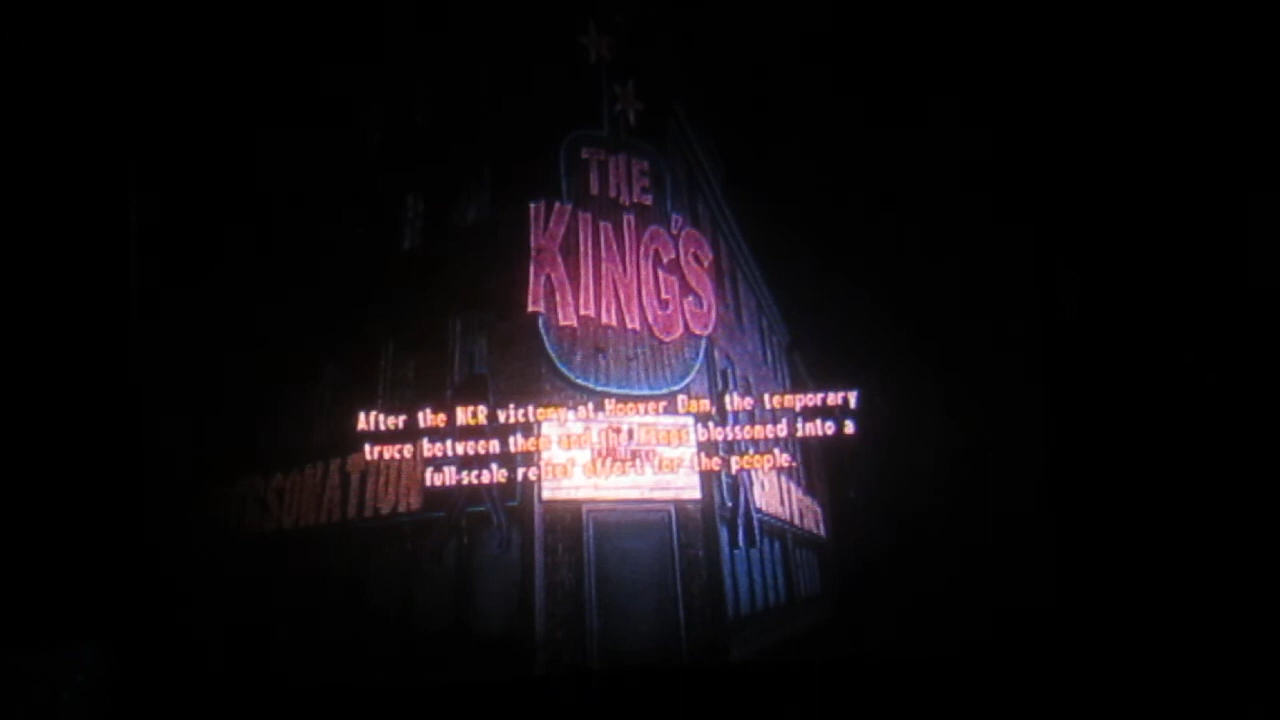 THE
KING'S
After the NCR victory at Hoover Dam, the temporary
truce between them and the Kings blossomed into a
full-scale relief effort for the people.